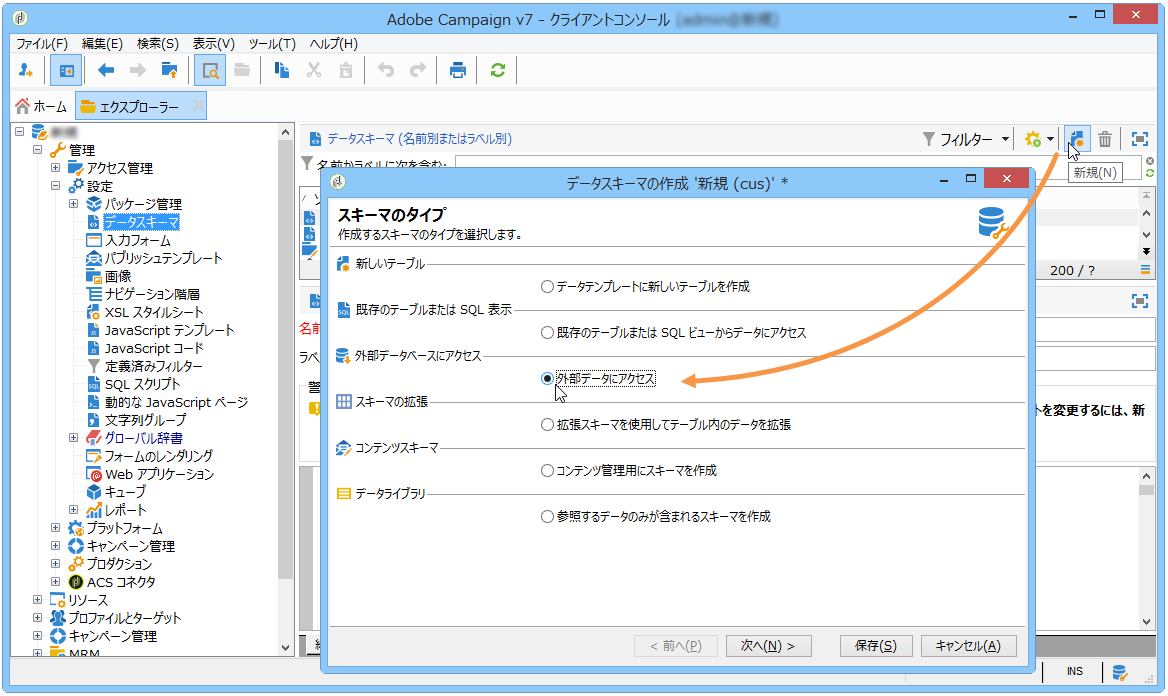 Adobe Campaign v7 - クライアントコンソール
ファイル(F) 編集(E) 検索(S) 表示(V) ツール(T) ヘルプ(H)
ホーム エクスプローラー
管理
アクセス管理
設定
パッケージ管理
データスキーマ
入力フォーム
パブリッシュテンプレート
画像
ナビゲーション階層
XSL スタイルシート
JavaScript テンプレート
JavaScript コード
定義済みフィルター
SQL スクリプト
動的な JavaScript ページ
文字列グループ
グローバル辞書
フォームのレンダリング
Web アプリケーション
キューブ
レポート
プラットフォーム
キャンペーン管理
プロダクション
ACS コネクタ
リソース
プロファイルとターゲット
キャンペーン管理
MRM
データスキーマ (名前別またはラベル別) フィルター
名前かラベルに次を含む:
新規(N)
200 / ?
名前
ラベ
警
トを変更するには、新
データスキーマの作成 '新規 (cus)' *
スキーマのタイプ
作成するスキーマのタイプを選択します。
新しいテーブル
データテンプレートに新しいテーブルを作成
既存のテーブルまたは SQL 表示
既存のテーブルまたは SQL ビューからデータにアクセス
外部データベースにアクセス
外部データにアクセス
スキーマの拡張
拡張スキーマを使用してテーブル内のデータを拡張
コンテンツスキーマ
コンテンツ管理用にスキーマを作成
データライブラリ
参照するデータのみが含まれるスキーマを作成
< 前へ(P) 次へ(N) > 保存(S) キャンセル(A)
INS